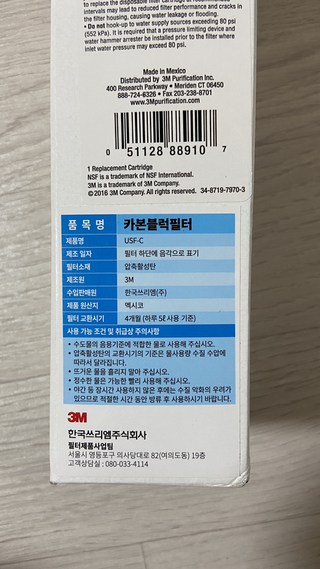 to replace the disposable filter cartridge at recommended
intervals may lead to reduced filter performance and cracks in
the filter housing, causing water leakage or flooding.
• Do not hook-up to water supply sources exceeding 80 psi
(552 kPa). It is required that a pressure limiting device and
water hammer arrester be installed prior to the filter where
inlet water pressure may exceed 80 psi.
Made in Mexico
Distributed by 3M Purification Inc.
400 Research Parkway • Meriden CT 06450
888-724-6326 • Fax 203-238-8701
www.3Mpurification.com
0 51128 88910 7
1 Replacement Cartridge
NSF is a trademark of NSF International.
3M is a trademark of 3M Company.
©2016 3M Company. All rights reserved. 34-8719-7970-3
품 목 명 카본블럭필터
제품명 USF-C
제조 일자 필터 하단에 음각으로 표기
필터소재 압축활성탄
제조원 3M
수입판매원 한국쓰리엠(주)
제품 원산지 멕시코
필터 교환시기 4개월 (하루 5ℓ 사용 기준)
사용 가능 조건 및 취급상 주의사항
• 수도물의 음용기준에 적합한 물로 사용해 주십시오.
• 압축활성탄의 교환시기의 기준은 물사용량 수질 수압에
따라서 달라집니다.
• 뜨거운 물을 흘리지 말아 주십시오.
• 정수한 물은 가능한 빨리 사용해 주십시오.
• 야간 등 장시간 사용하지 않은 후에는 수질 악화의 우려가
있으므로 적절한 시간 동안 방류 후 사용하시기 바랍니다.
3M
한국쓰리엠주식회사
필터제품사업팀
서울시 영등포구 의사당대로 82(여의도동) 19층
고객상담실 : 080-033-4114